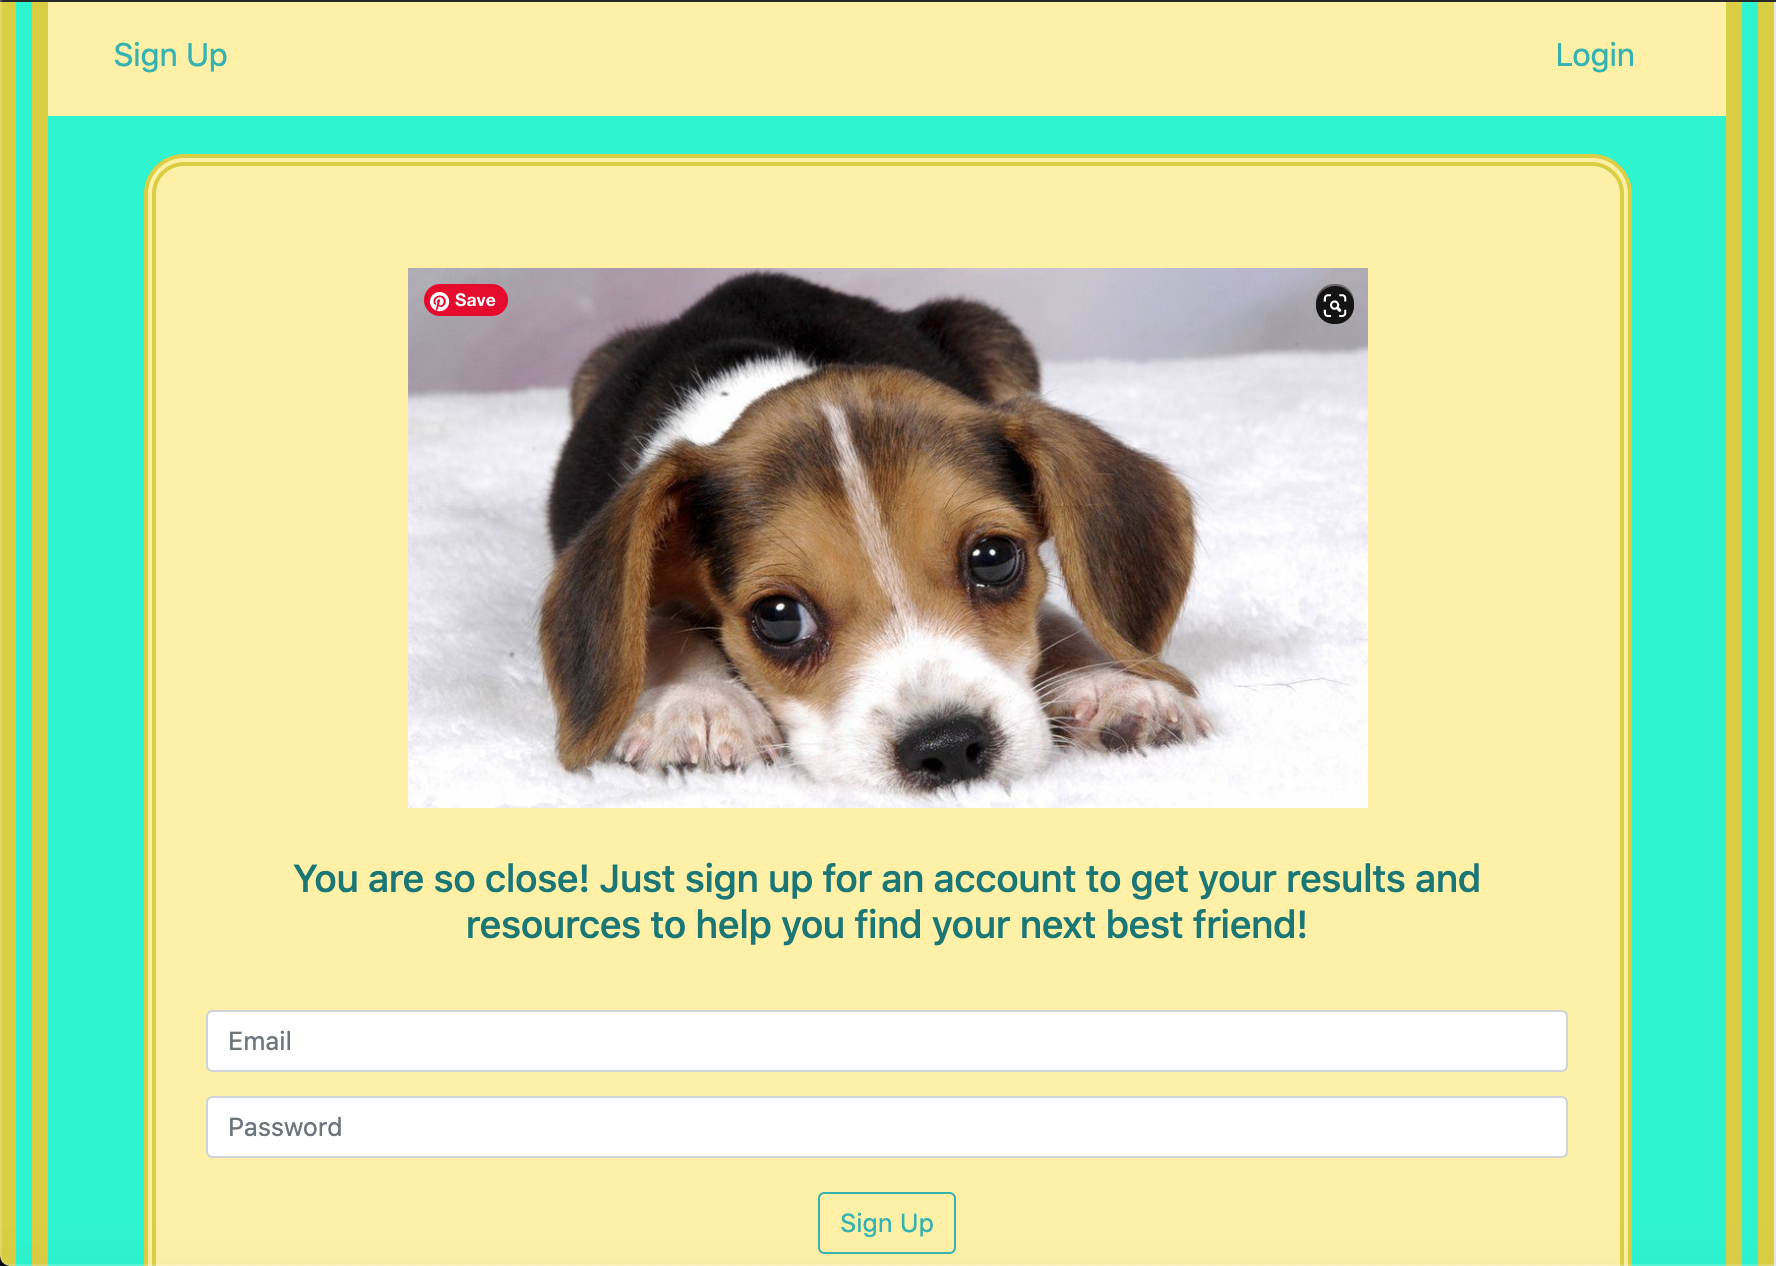 Sign Up
Login
Save
You are so close! Just sign up for an account to get your results and
resources to help you find your next best friend!
Email
Password
Sign Up